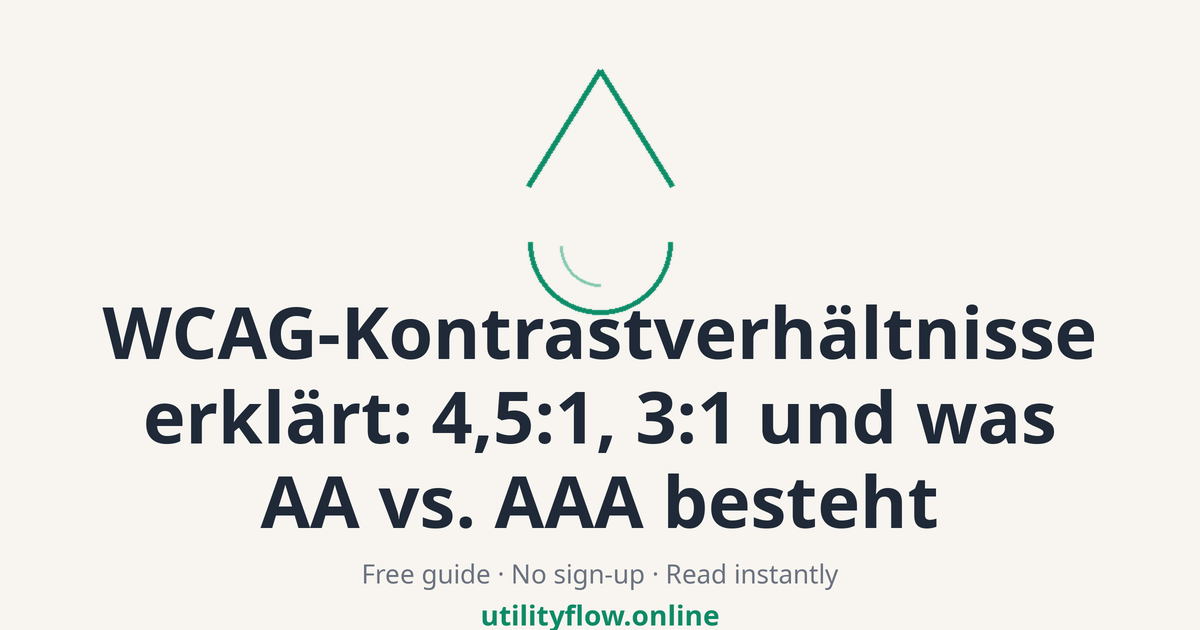 WCAG-Kontrastverhältnisse
erklärt: 4,5:1, 3:1 und was
AA vs. AAA besteht
Free guide · No sign-up · Read instantly
utilityflow.online